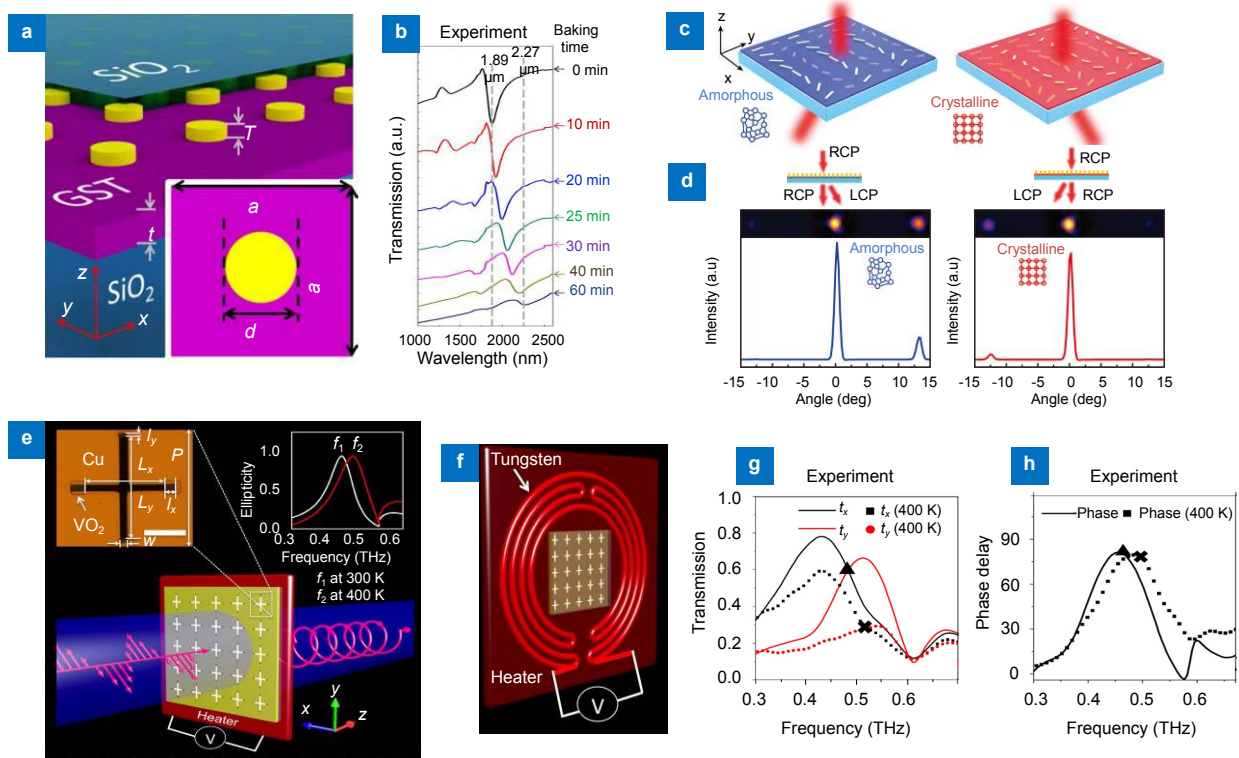 a
SiO2
T
GST
t
z
SiO2
y
x
a
a
d
b
Experiment
Baking
time
1.89
μm
2.27
μm
0 min
10 min
20 min
25 min
30 min
40 min
60 min
Transmission (a.u.)
1000 1500 2000 2500
Wavelength (nm)
c
z
y
x
Amorphous
Crystalline
d
RCP
RCP LCP
RCP
LCP RCP
Amorphous
Intensity (a.u)
-15 -10 -5 0 5 10 15
Angle (deg)
Crystalline
Intensity (a.u)
-15 -10 -5 0 5 10 15
Angle (deg)
e
ly
Cu
Lx
P
Ly
lx
VO2
w
Ellipticity
1.0
0.5
0.0
f1 f2
0.3 0.4 0.5 0.6
Frequency (THz)
f1 at 300 K
f2 at 400 K
Heater
V
y
x
z
f
Tungsten
Heater
V
g
Experiment
Transmission
1.0
0.8
0.6
0.4
0.2
0.0
tx tx (400 K)
ty ty (400 K)
0.3 0.4 0.5 0.6
Frequency (THz)
h
Experiment
Phase delay
90
60
30
0
Phase Phase (400 K)
0.3 0.4 0.5 0.6
Frequency (THz)